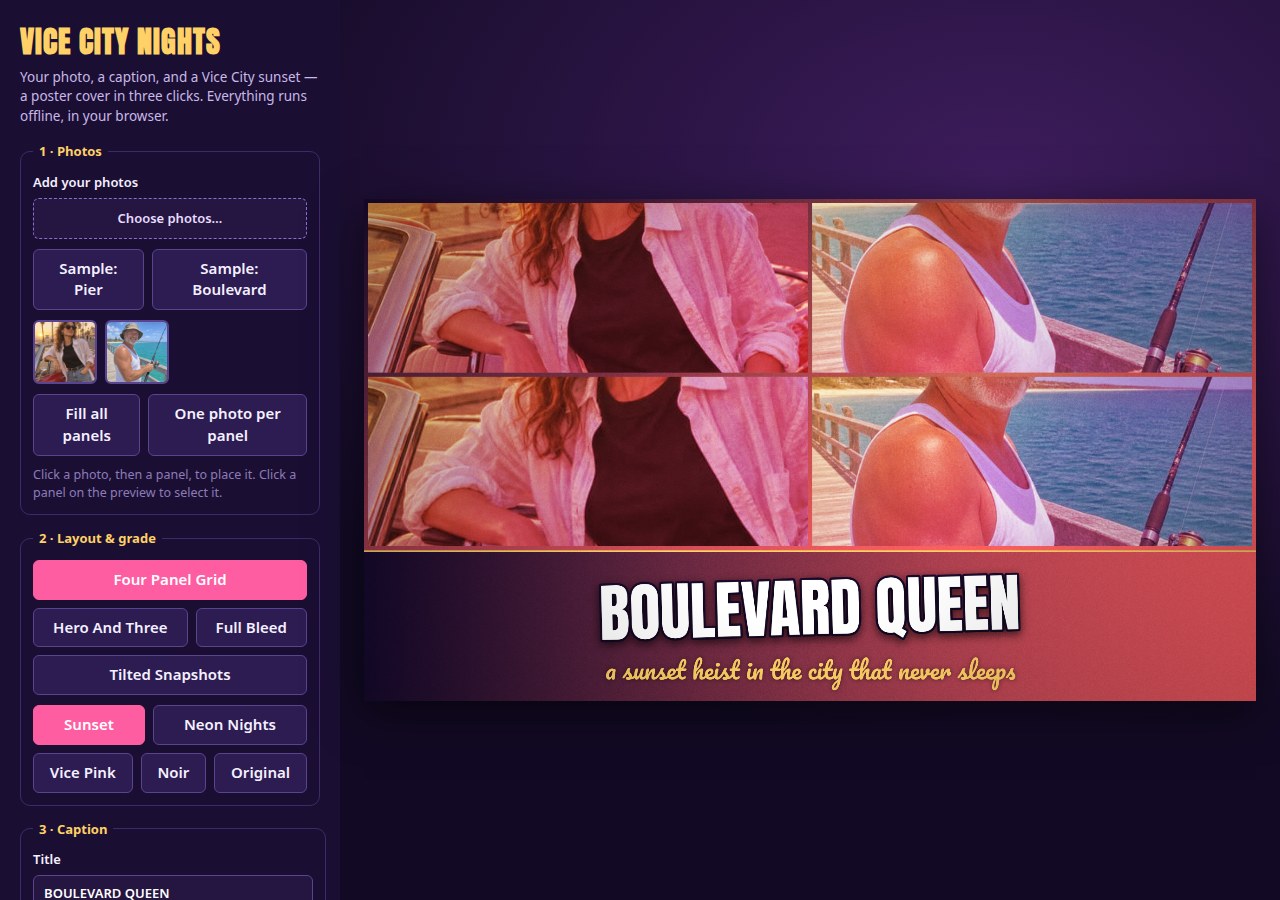 VICE CITY NIGHTS
Your photo, a caption, and a Vice City sunset —
a poster cover in three clicks. Everything runs
offline, in your browser.
1 · Photos
Add your photos
Choose photos…
Sample:
Pier
Sample:
Boulevard
Fill all
panels
One photo per
panel
Click a photo, then a panel, to place it. Click a
panel on the preview to select it.
2 · Layout & grade
Four Panel Grid
Hero And Three
Full Bleed
Tilted Snapshots
Sunset
Neon Nights
Vice Pink
Noir
Original
3 · Caption
Title
BOULEVARD QUEEN
BOULEVARD QUEEN
a sunset heist in the city that never sleeps